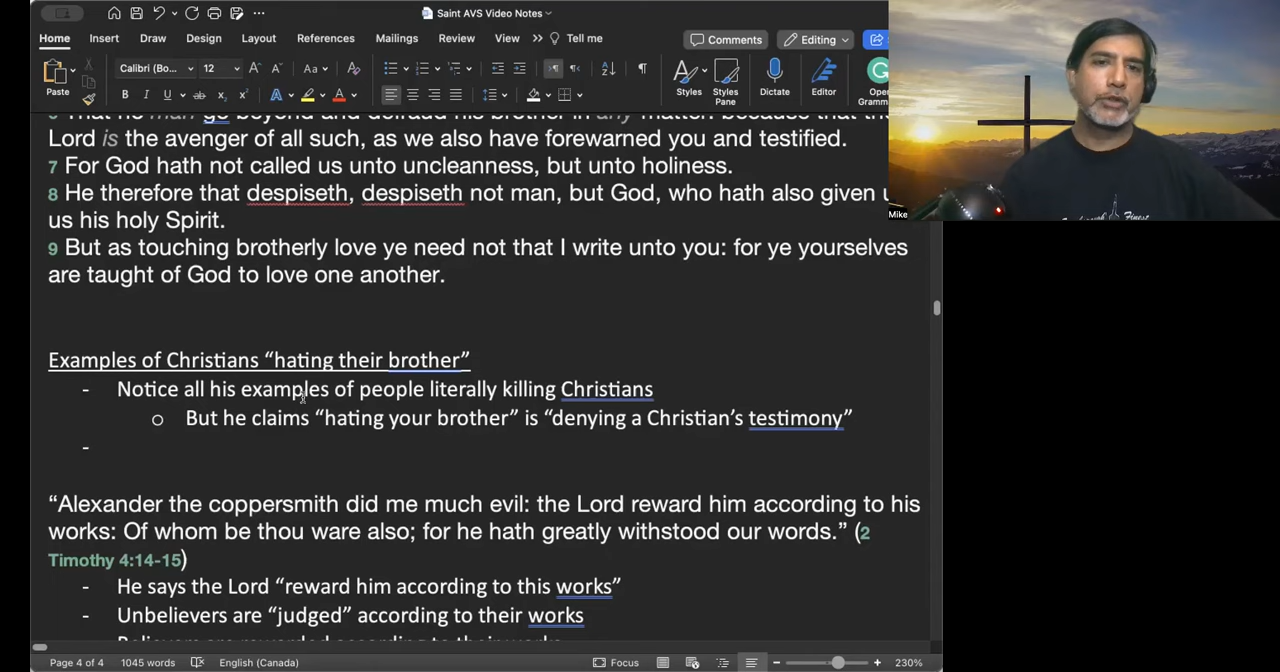 Saint AVS Video Notes
Home Insert Draw Design Layout References Mailings Review View Tell me Comments Editing
Calibri (Bo... 12 Aa
Paste Styles Styles Pane Dictate Editor Open Gramma
Lord is the avenger of all such, as we also have forewarned you and testified.
7 For God hath not called us unto uncleanness, but unto holiness.
8 He therefore that despiseth, despiseth not man, but God, who hath also given u
us his holy Spirit.
9 But as touching brotherly love ye need not that I write unto you: for ye yourselves
are taught of God to love one another.
Mike
Examples of Christians “hating their brother”
- Notice all his examples of people literally killing Christians
o But he claims “hating your brother” is “denying a Christian’s testimony”
-
“Alexander the coppersmith did me much evil: the Lord reward him according to his
works: Of whom be thou ware also; for he hath greatly withstood our words.” (2
Timothy 4:14-15)
- He says the Lord “reward him according to this works”
- Unbelievers are “judged” according to their works
Page 4 of 4 1045 words English (Canada) Focus 230%